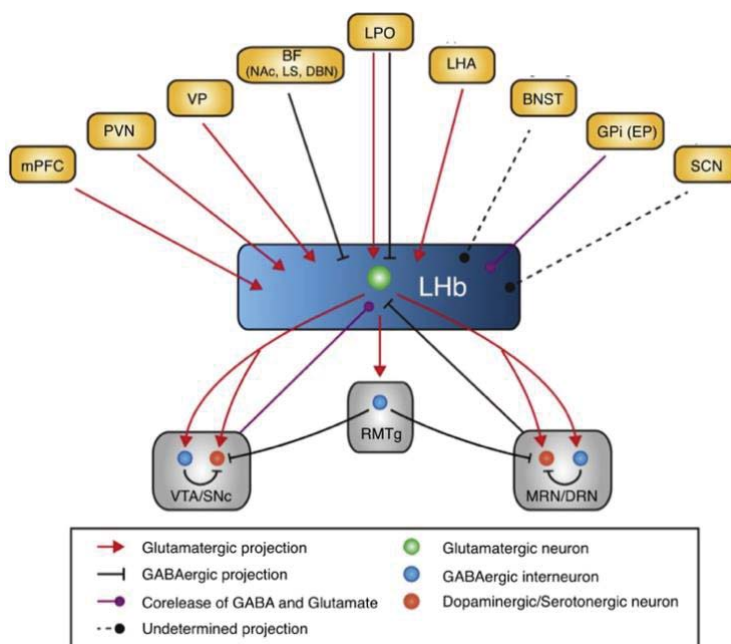 LPO
BF
(NAc, LS, DBN)
LHA
VP
BNST
PVN
GPi (EP)
mPFC
SCN
LHb
RMTg
VTA/SNc
MRN/DRN
Glutamatergic projection
Glutamatergic neuron
GABAergic projection
GABAergic interneuron
Corelease of GABA and Glutamate
Dopaminergic/Serotonergic neuron
Undetermined projection